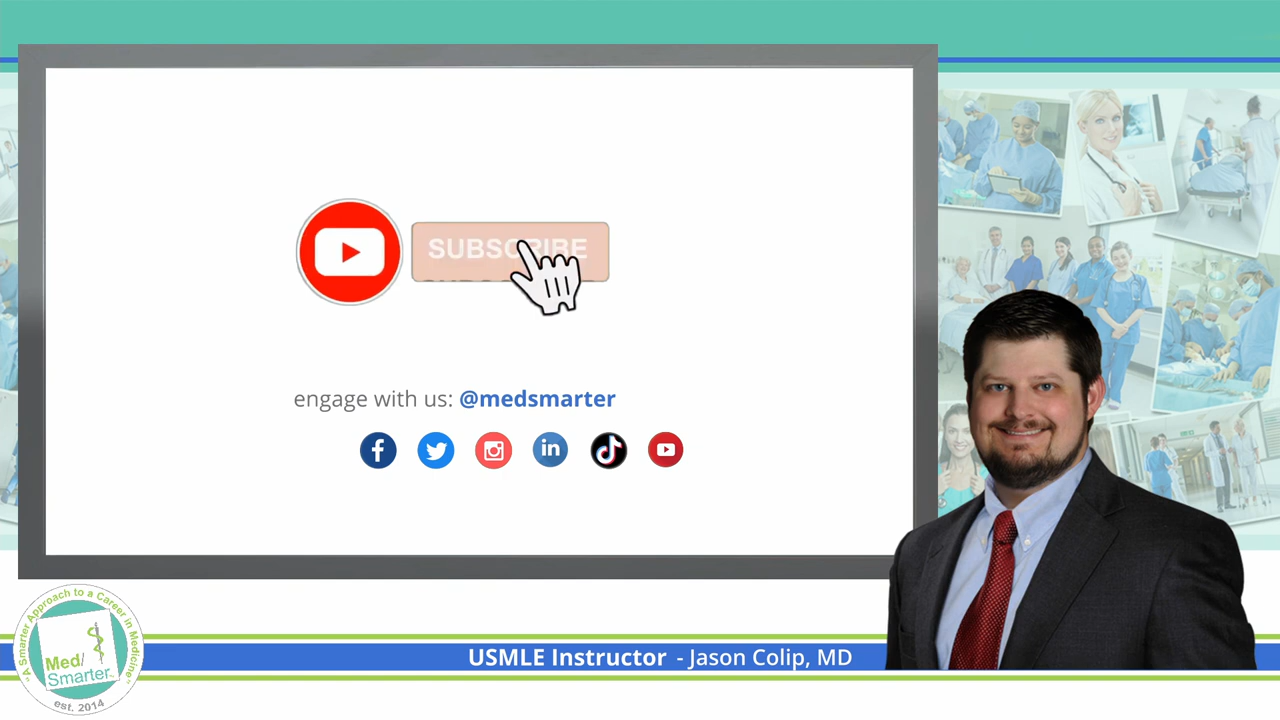 SUBSCRIBE
engage with us: @medsmarter
in
USMLE Instructor - Jason Colip, MD
"A Smarter Approach to a Career in Medicine"
Med/
Smarter
est. 2014